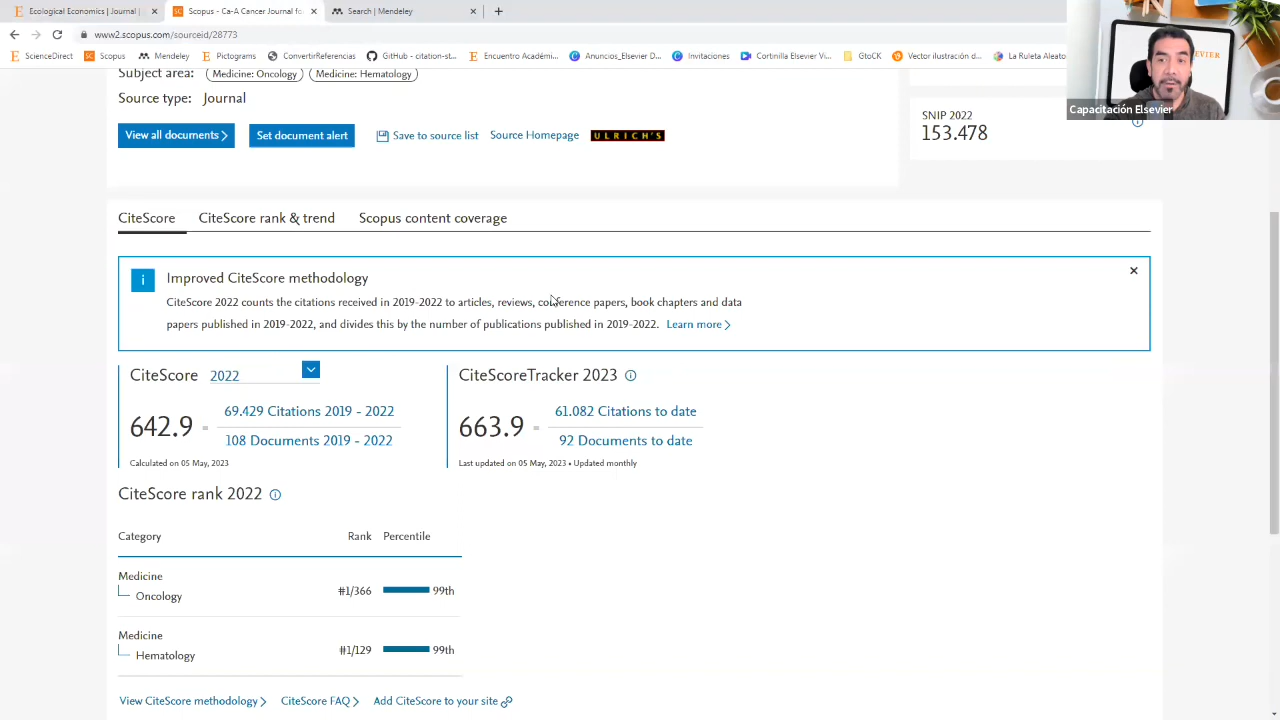 Ecological Economics | Journal |
Scopus - Ca-A Cancer Journal fo
Search | Mendeley
www2.scopus.com/sourceid/28773
ScienceDirect
Scopus
Mendeley
Pictograms
ConvertirReferencias
GitHub - citation-st...
Encuentro Académi...
Anuncios_Elsevier D...
Invitaciones
Cortinilla Elsevier Vi...
GtoCK
Vector ilustración d...
La Ruleta Aleato
Capacitación Elsevier
Subject area: Medicine: Oncology Medicine: Hematology
Source type: Journal
View all documents
Set document alert
Save to source list
Source Homepage
ULRICH'S
SNIP 2022
153.478
CiteScore
CiteScore rank & trend
Scopus content coverage
i
Improved CiteScore methodology
CiteScore 2022 counts the citations received in 2019-2022 to articles, reviews, conference papers, book chapters and data
papers published in 2019-2022, and divides this by the number of publications published in 2019-2022. Learn more
CiteScore 2022
642.9 =
69.429 Citations 2019 - 2022
108 Documents 2019 - 2022
Calculated on 05 May, 2023
CiteScoreTracker 2023
663.9 =
61.082 Citations to date
92 Documents to date
Last updated on 05 May, 2023 • Updated monthly
CiteScore rank 2022
Category Rank Percentile
Medicine
Oncology #1/366 99th
Medicine
Hematology #1/129 99th
View CiteScore methodology
CiteScore FAQ
Add CiteScore to your site